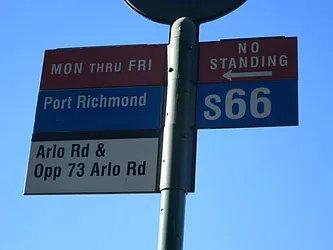 MON THRU FRI
Port Richmond
Arlo Rd &
Opp 73 Arlo Rd
NO
STANDING
S66